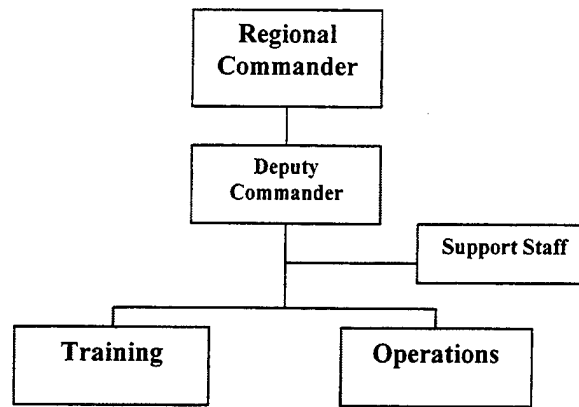 Regional
Commander
Deputy
Commander
Support Staff
Training
Operations